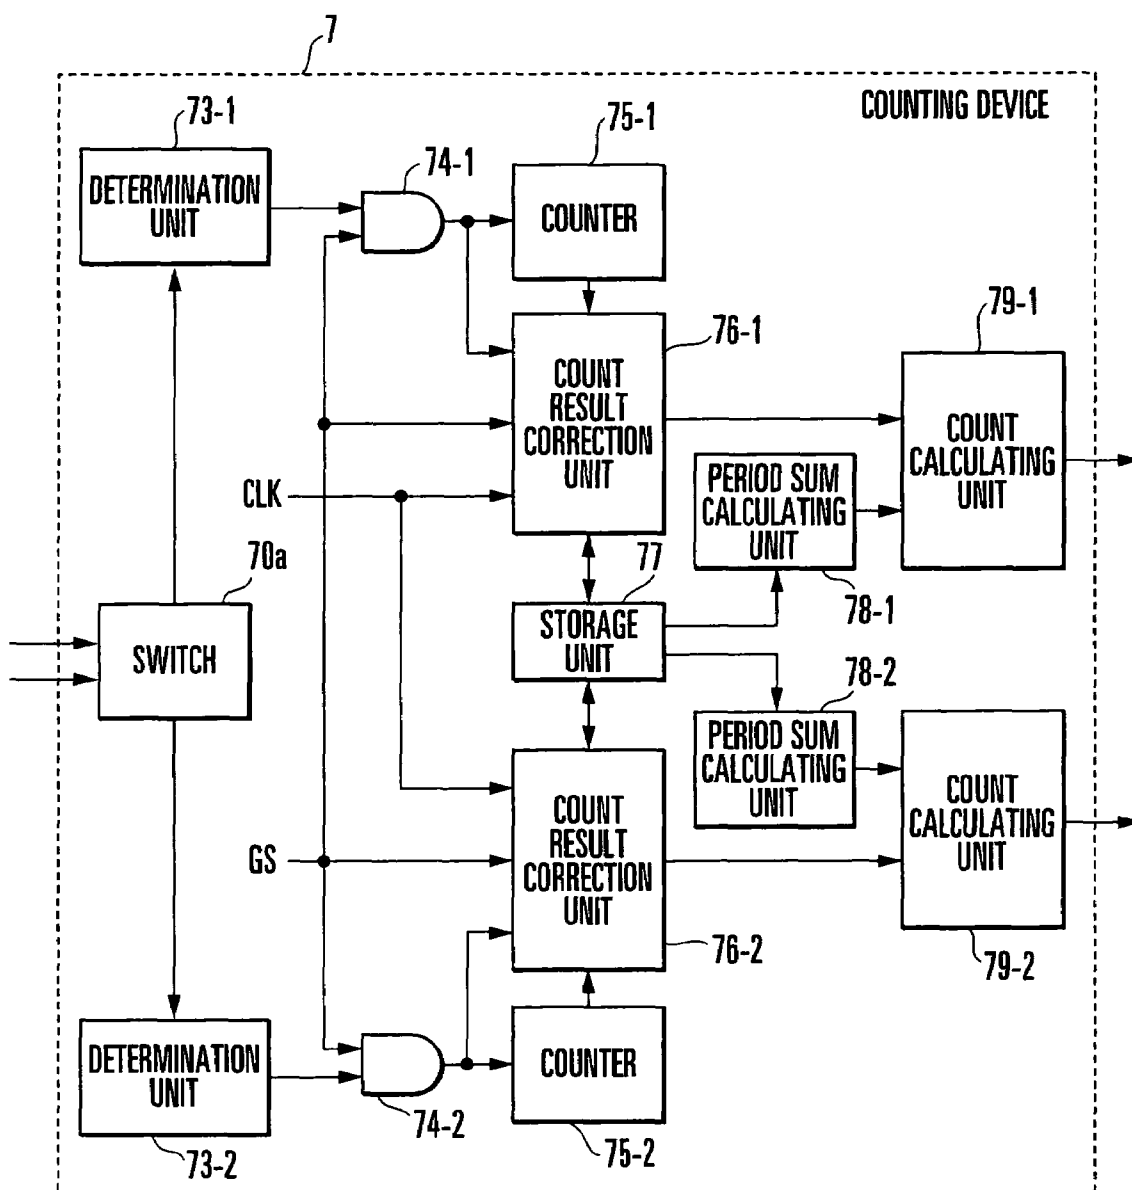 7
COUNTING DEVICE
73-1
DETERMINATION
UNIT
74-1
75-1
COUNTER
76-1
COUNT
RESULT
CORRECTION
UNIT
79-1
COUNT
CALCULATING
UNIT
PERIOD SUM
CALCULATING
UNIT
78-1
CLK
70a
SWITCH
77
STORAGE
UNIT
78-2
PERIOD SUM
CALCULATING
UNIT
COUNT
CALCULATING
UNIT
79-2
GS
COUNT
RESULT
CORRECTION
UNIT
76-2
DETERMINATION
UNIT
73-2
74-2
COUNTER
75-2